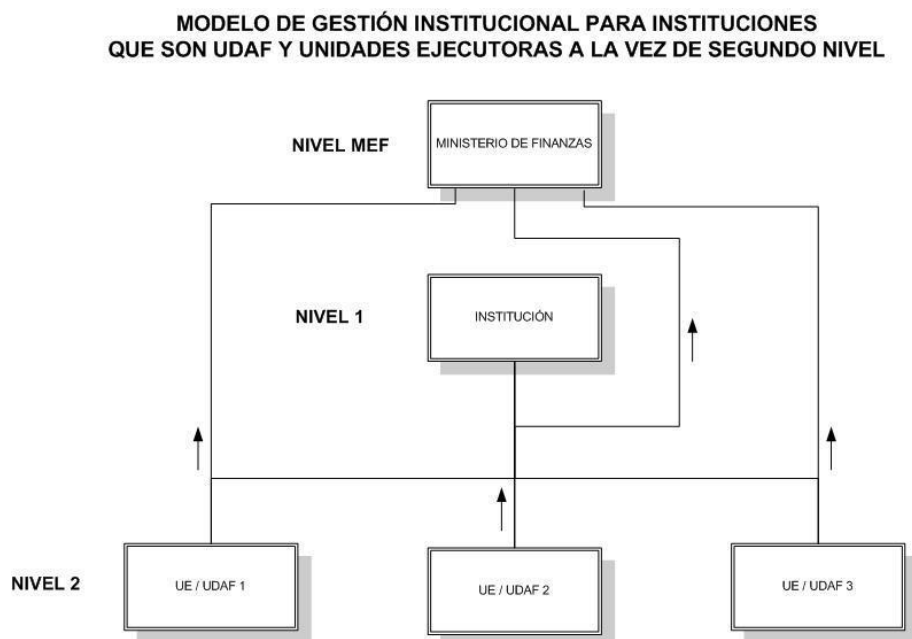 MODELO DE GESTIÓN INSTITUCIONAL PARA INSTITUCIONES
QUE SON UDAF Y UNIDADES EJECUTORAS A LA VEZ DE SEGUNDO NIVEL
NIVEL MEF
MINISTERIO DE FINANZAS
NIVEL 1
INSTITUCIÓN
NIVEL 2
UE / UDAF 1
UE / UDAF 2
UE / UDAF 3